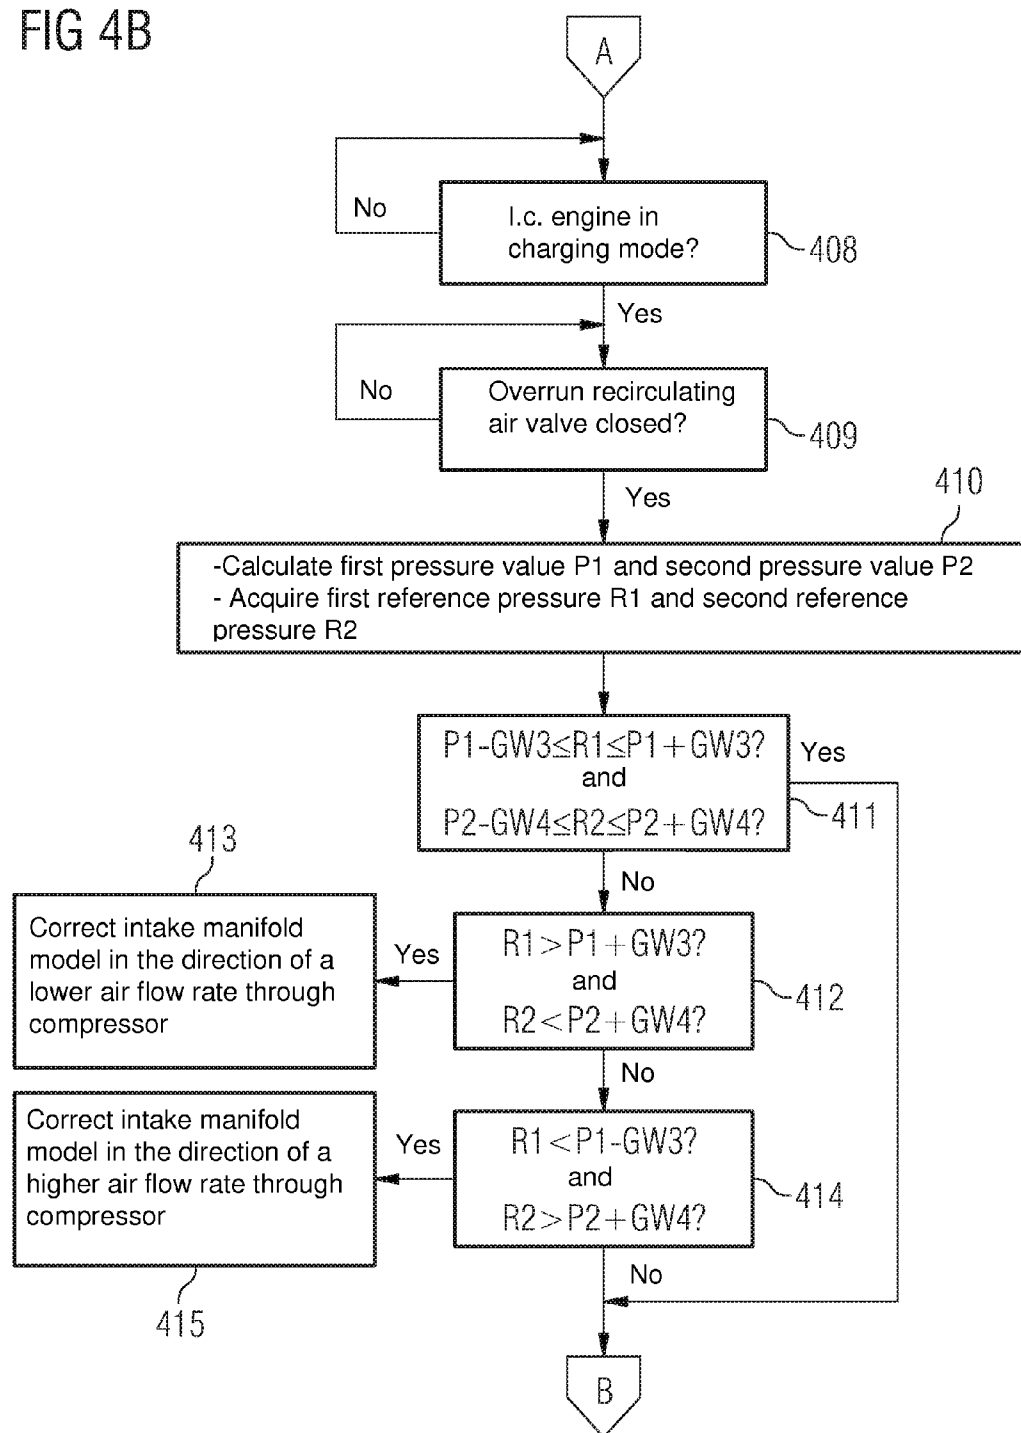 FIG 4B
A
No
I.c. engine in
charging mode?
408
Yes
No
Overrun recirculating
air valve closed?
409
Yes
410
-Calculate first pressure value P1 and second pressure value P2
- Acquire first reference pressure R1 and second reference
pressure R2
P1-GW3≤R1≤P1+GW3?
and
P2-GW4≤R2≤P2+GW4?
Yes
411
No
413
Correct intake manifold
model in the direction of a
lower air flow rate through
compressor
Yes
R1>P1+GW3?
and
R2<P2+GW4?
412
No
Correct intake manifold
model in the direction of a
higher air flow rate through
compressor
Yes
R1<P1-GW3?
and
R2>P2+GW4?
414
415
No
B